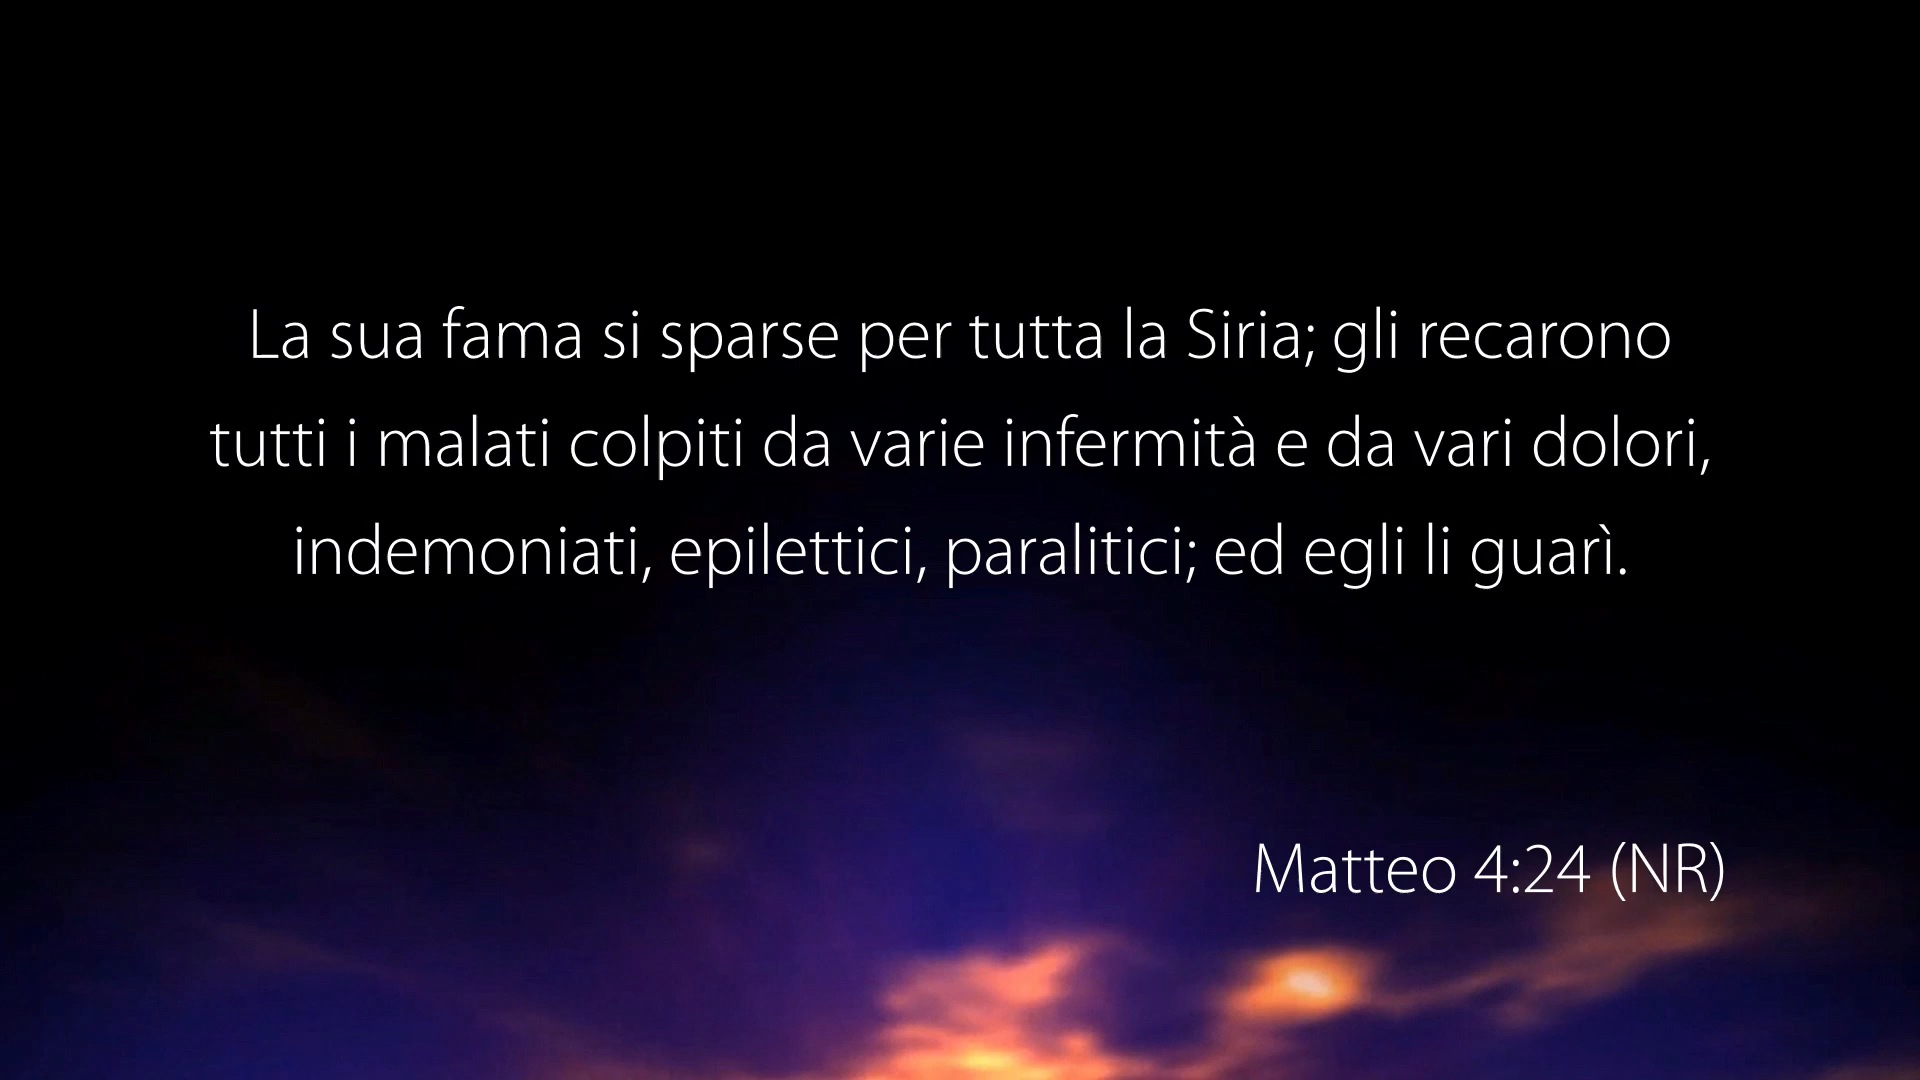 La sua fama si sparse per tutta la Siria; gli recarono
tutti i malati colpiti da varie infermità e da vari dolori,
indemoniati, epilettici, paralitici; ed egli li guarì.
Matteo 4:24 (NR)